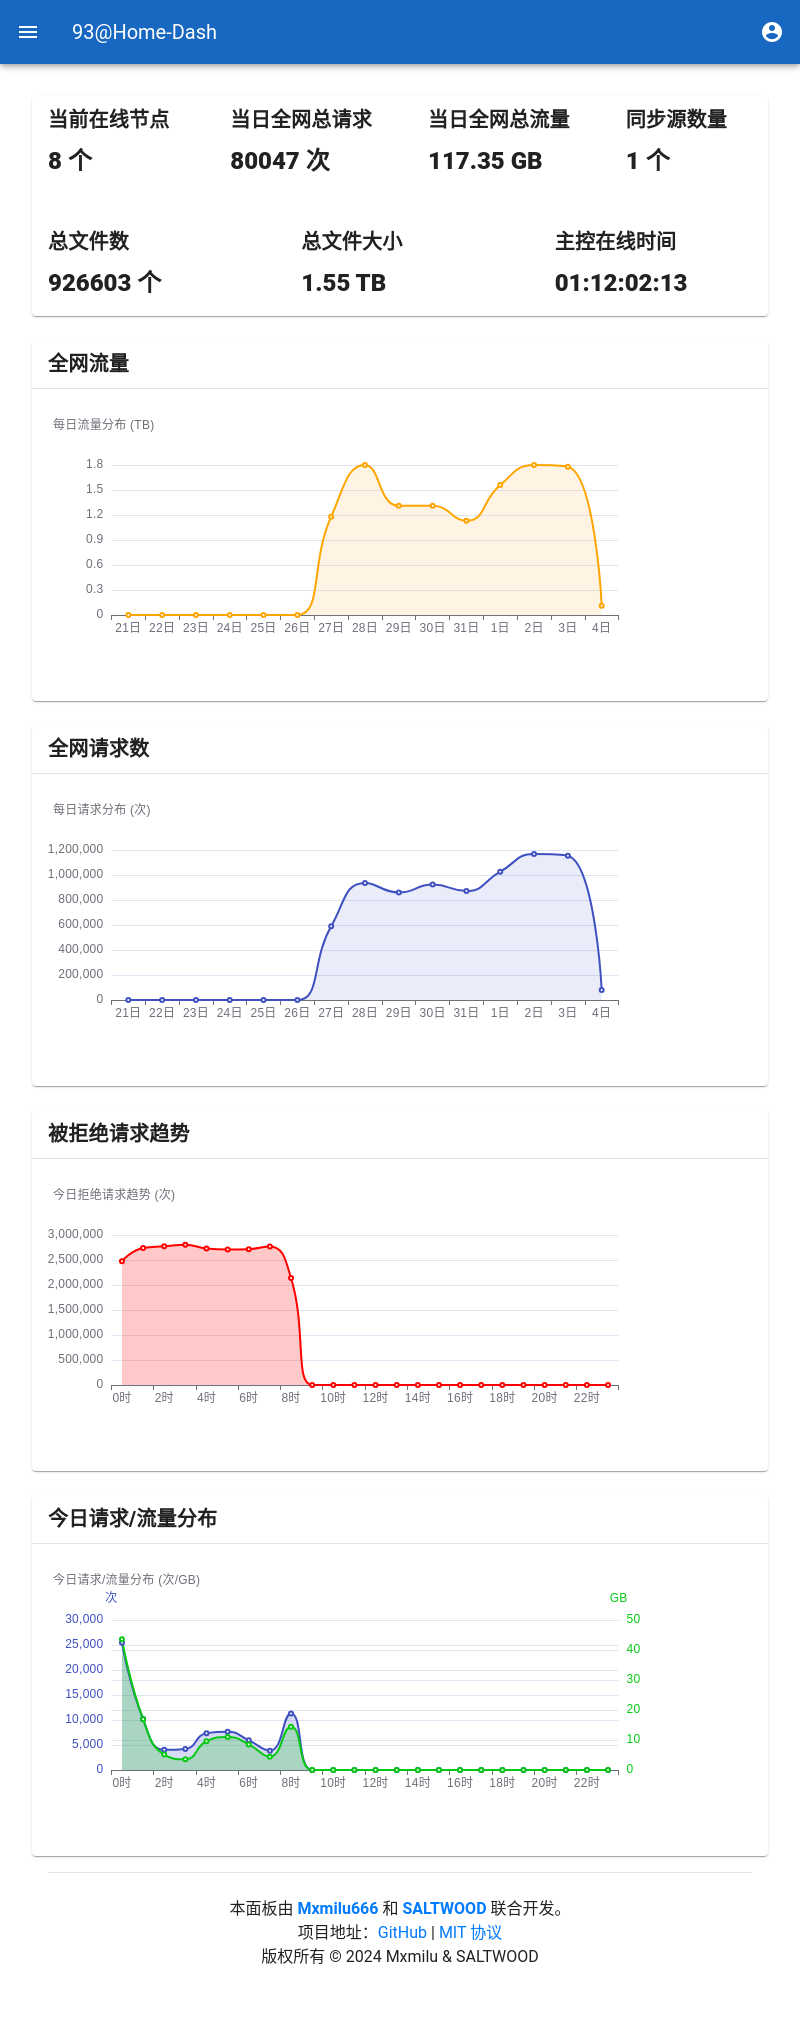 93@Home-Dash
当前在线节点 当日全网总请求 当日全网总流量 同步源数量
8 个 80047 次 117.35 GB 1 个
总文件数 总文件大小 主控在线时间
926603 个 1.55 TB 01:12:02:13
全网流量
每日流量分布 (TB)
1.8
1.5
1.2
0.9
0.6
0.3
0
21日 22日 23日 24日 25日 26日 27日 28日 29日 30日 31日 1日 2日 3日 4日
全网请求数
每日请求分布 (次)
1,200,000
1,000,000
800,000
600,000
400,000
200,000
0
21日 22日 23日 24日 25日 26日 27日 28日 29日 30日 31日 1日 2日 3日 4日
被拒绝请求趋势
今日拒绝请求趋势 (次)
3,000,000
2,500,000
2,000,000
1,500,000
1,000,000
500,000
0
0时 2时 4时 6时 8时 10时 12时 14时 16时 18时 20时 22时
今日请求/流量分布
今日请求/流量分布 (次/GB)
次 GB
30,000 50
25,000 40
20,000 30
15,000 20
10,000 10
5,000
0 0
0时 2时 4时 6时 8时 10时 12时 14时 16时 18时 20时 22时
本面板由 Mxmilu666 和 SALTWOOD 联合开发。
项目地址：GitHub | MIT 协议
版权所有 © 2024 Mxmilu & SALTWOOD